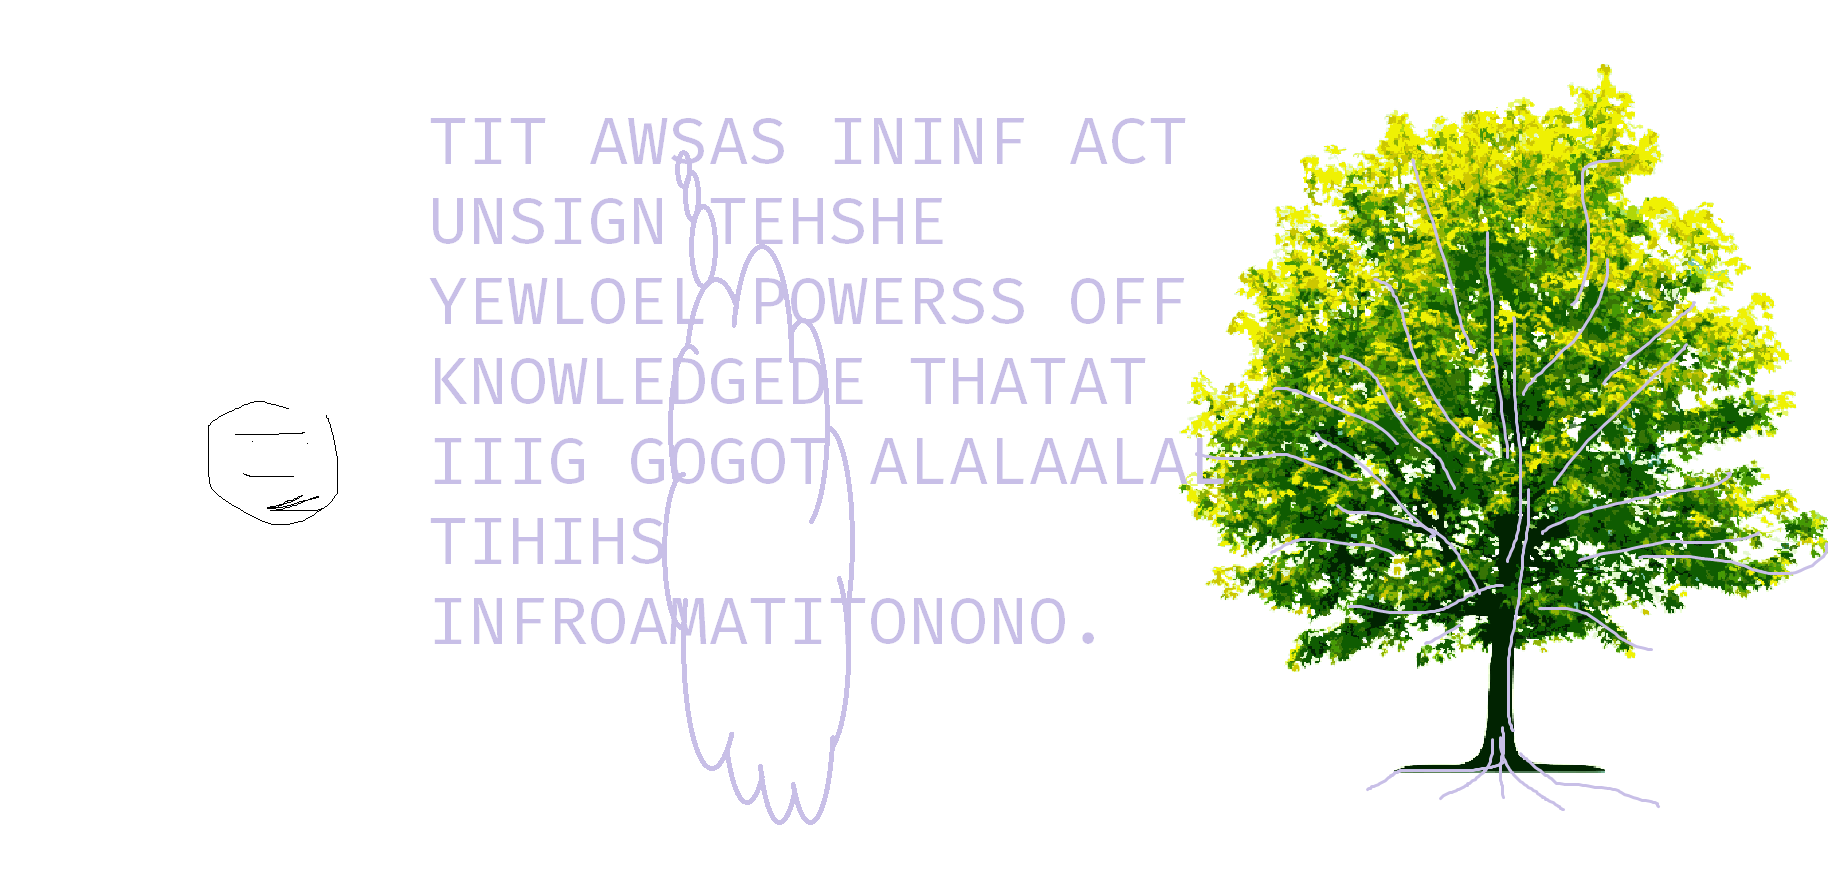 TIT AWSAS ININF ACT
UNSIGN TEHSHE
YEWLOEL POWERSS OFF
KNOWLEDGEDE THATAT
IIIG GOGOT ALALAALAL
TIHIHS
INFROAMATITONONO.